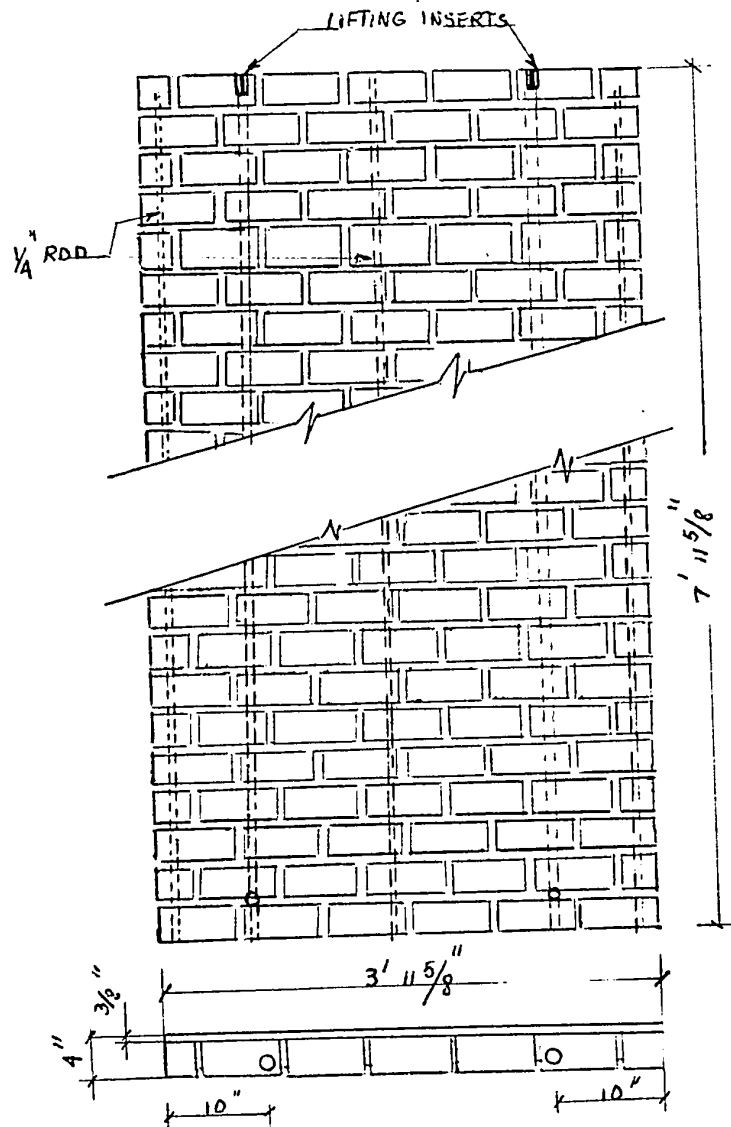 LIFTING INSERTS
1/4" ROD
7' 11 5/8"
3' 11 5/8"
3/8"
4"
10"
10"